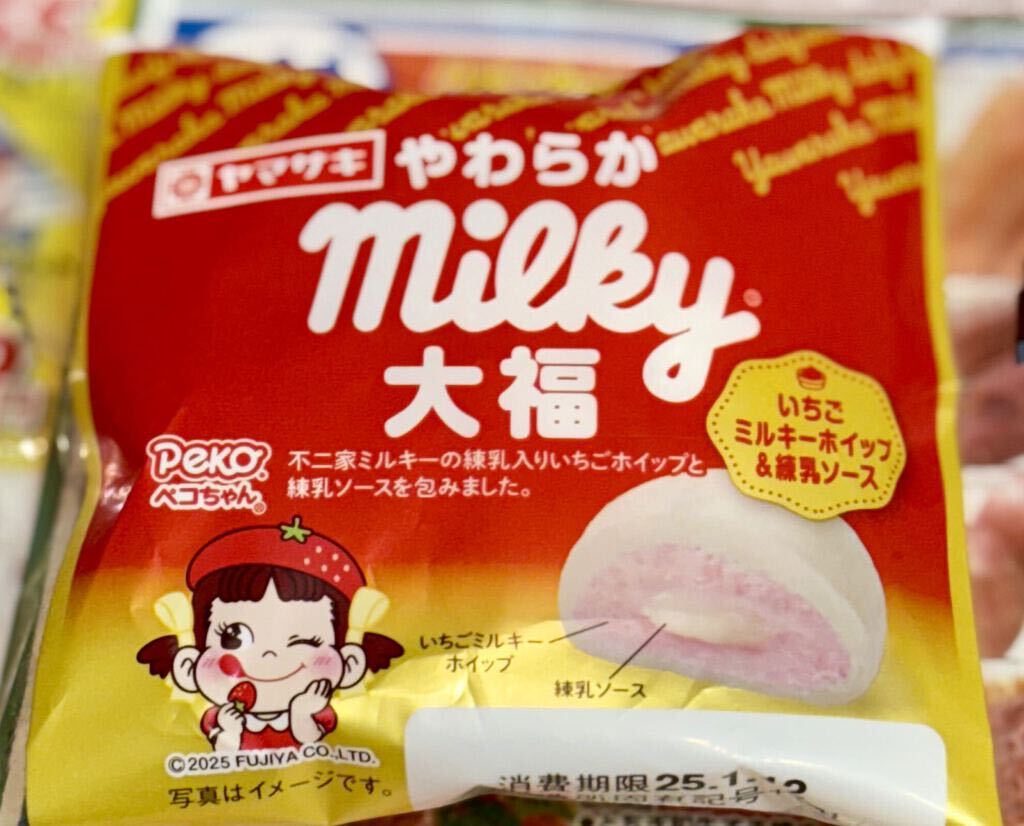 ヤマザキ
やわらか
milky
大福
いちご
ミルキーホイップ
&練乳ソース
PeKO
ペコちゃん®
不二家ミルキーの練乳入りいちごホイップと
練乳ソースを包みました。
いちごミルキー
ホイップ
練乳ソース
©2025 FUJIYA CO.,LTD.
写真はイメージです。
消費期限25.1